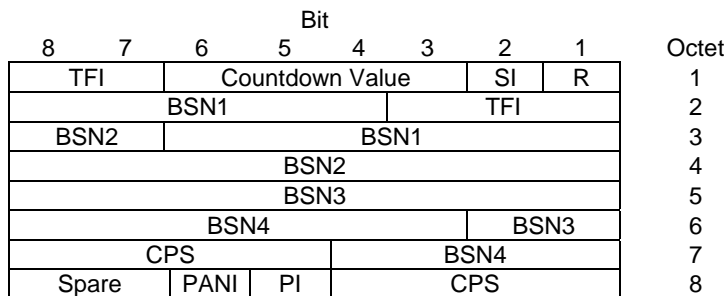 Bit
8 7 6 5 4 3 2 1 Octet
TFI Countdown Value SI R 1
BSN1 TFI 2
BSN2 BSN1 3
BSN2 4
BSN3 5
BSN4 BSN3 6
CPS BSN4 7
Spare PANI PI CPS 8